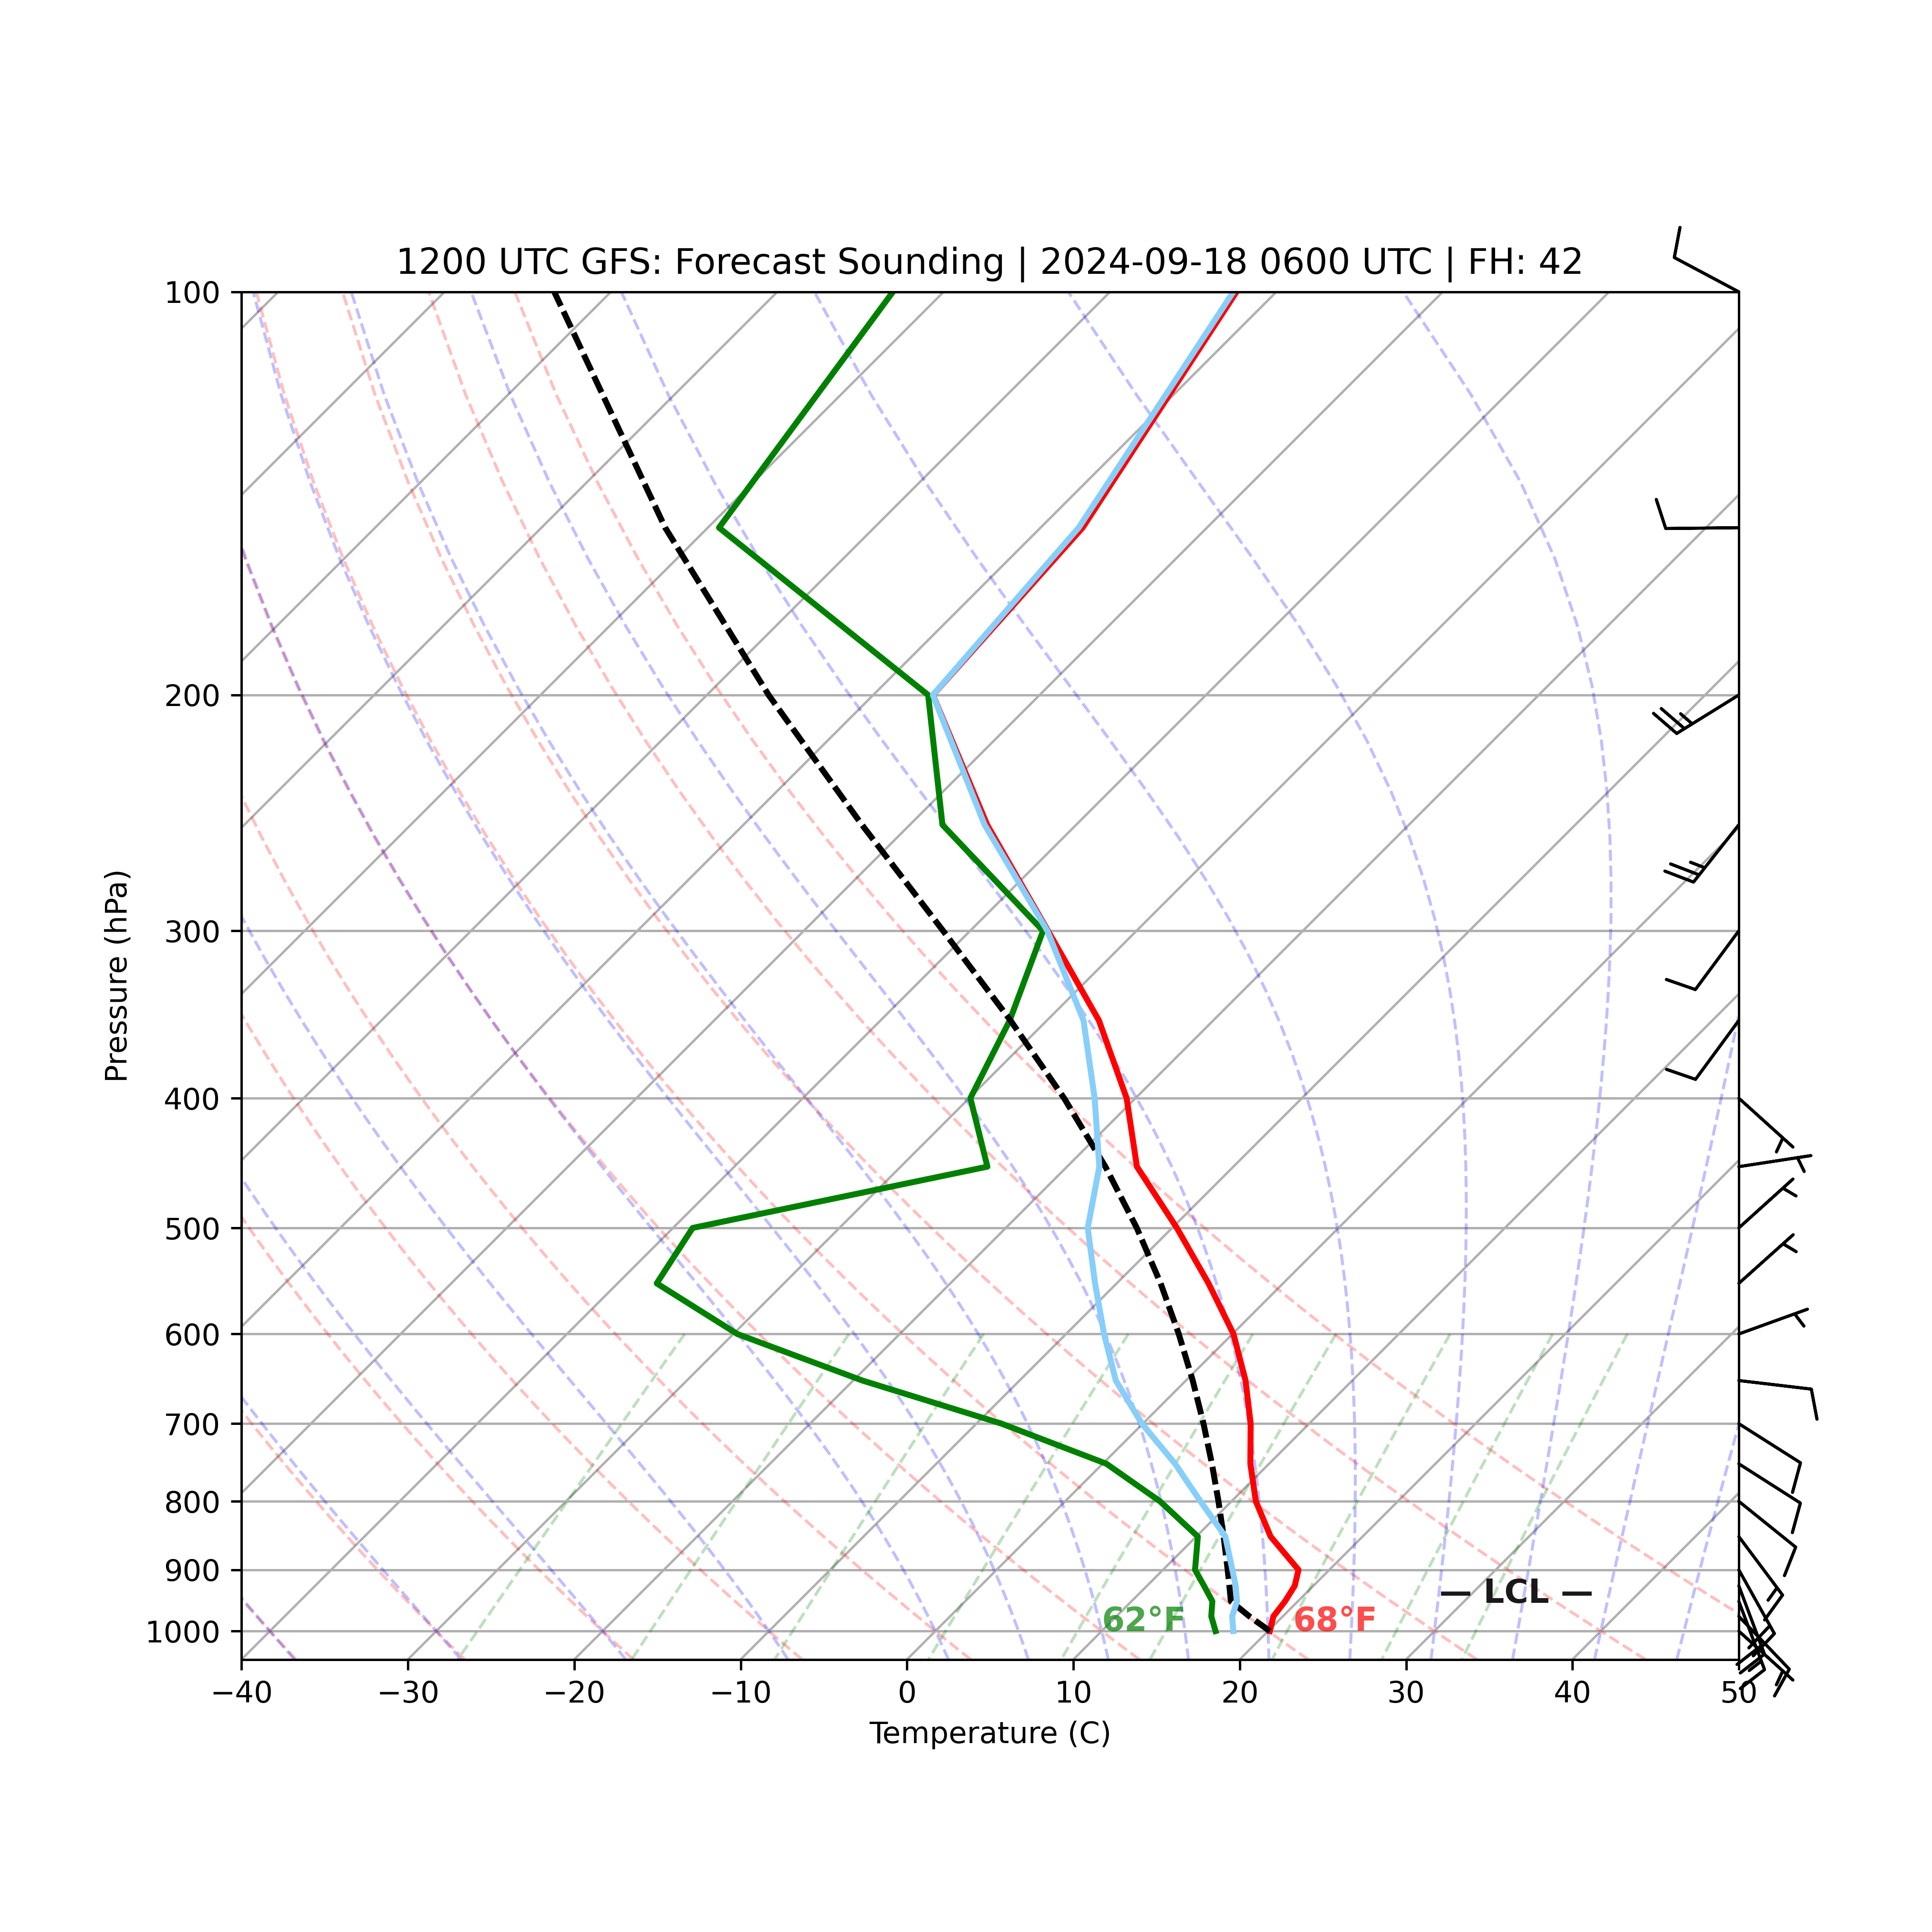 1200 UTC GFS: Forecast Sounding | 2024-09-18 0600 UTC | FH: 42
100
200
300
400
500
600
700
800
900
1000
Pressure (hPa)
— LCL —
62°F
68°F
−40 −30 −20 −10 0 10 20 30 40 50
Temperature (C)